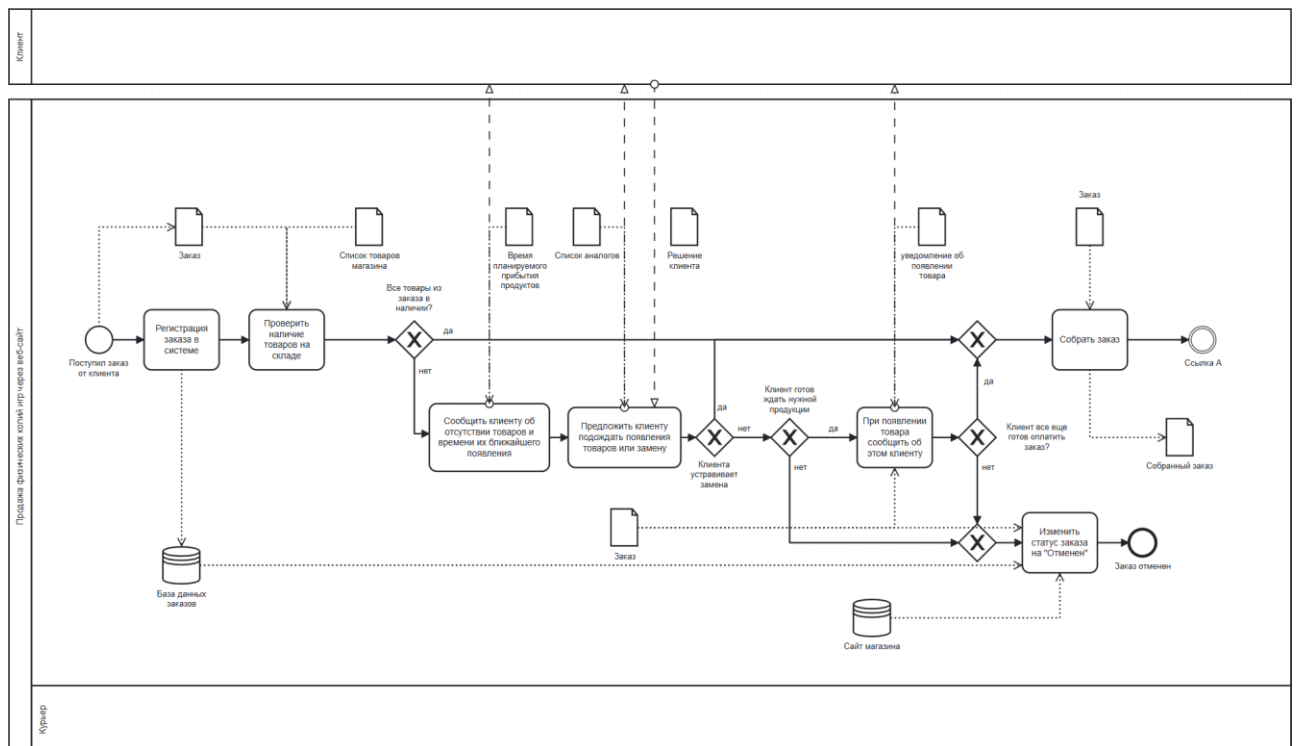 Клиент
Продажа физических копий игр через веб-сайт
Курьер
Заказ
Список товаров
магазина
Время
планируемого
прибытия
продуктов
Список аналогов
Решение
клиента
уведомление об
появлении
товара
Заказ
Все товары из
заказа в
наличии?
Поступил заказ
от клиента
Регистрация
заказа в
системе
Проверить
наличие
товаров на
складе
да
нет
Собрать заказ
Ссылка А
Сообщить клиенту об
отсутствии товаров и
времени их ближайшего
появления
Предложить клиенту
подождать появления
товаров или замену
да
нет
Клиента
устравивает
замена
Клиент готов
ждать нужной
продукции
да
нет
При появлении
товара
сообщить об
этом клиенту
да
нет
Клиент все еще
готов оплатить
заказ?
Собранный заказ
Заказ
Изменить
статус заказа
на "Отменен"
Заказ отменен
База данных
заказов
Сайт магазина